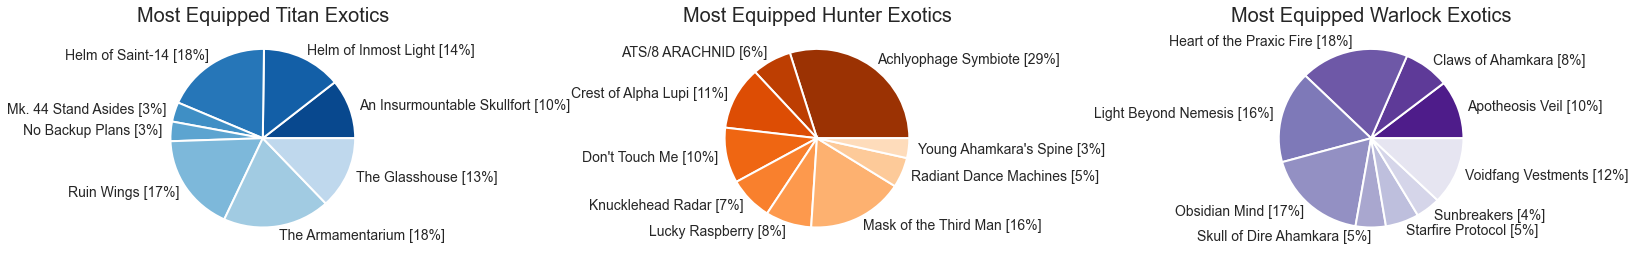 Most Equipped Titan Exotics
Helm of Inmost Light [14%]
Helm of Saint-14 [18%]
An Insurmountable Skullfort [10%]
Mk. 44 Stand Asides [3%]
No Backup Plans [3%]
The Glasshouse [13%]
Ruin Wings [17%]
The Armamentarium [18%]
Most Equipped Hunter Exotics
ATS/8 ARACHNID [6%]
Achlyophage Symbiote [29%]
Crest of Alpha Lupi [11%]
Young Ahamkara's Spine [3%]
Don't Touch Me [10%]
Radiant Dance Machines [5%]
Knucklehead Radar [7%]
Mask of the Third Man [16%]
Lucky Raspberry [8%]
Most Equipped Warlock Exotics
Heart of the Praxic Fire [18%]
Claws of Ahamkara [8%]
Apotheosis Veil [10%]
Light Beyond Nemesis [16%]
Voidfang Vestments [12%]
Obsidian Mind [17%]
Sunbreakers [4%]
Starfire Protocol [5%]
Skull of Dire Ahamkara [5%]